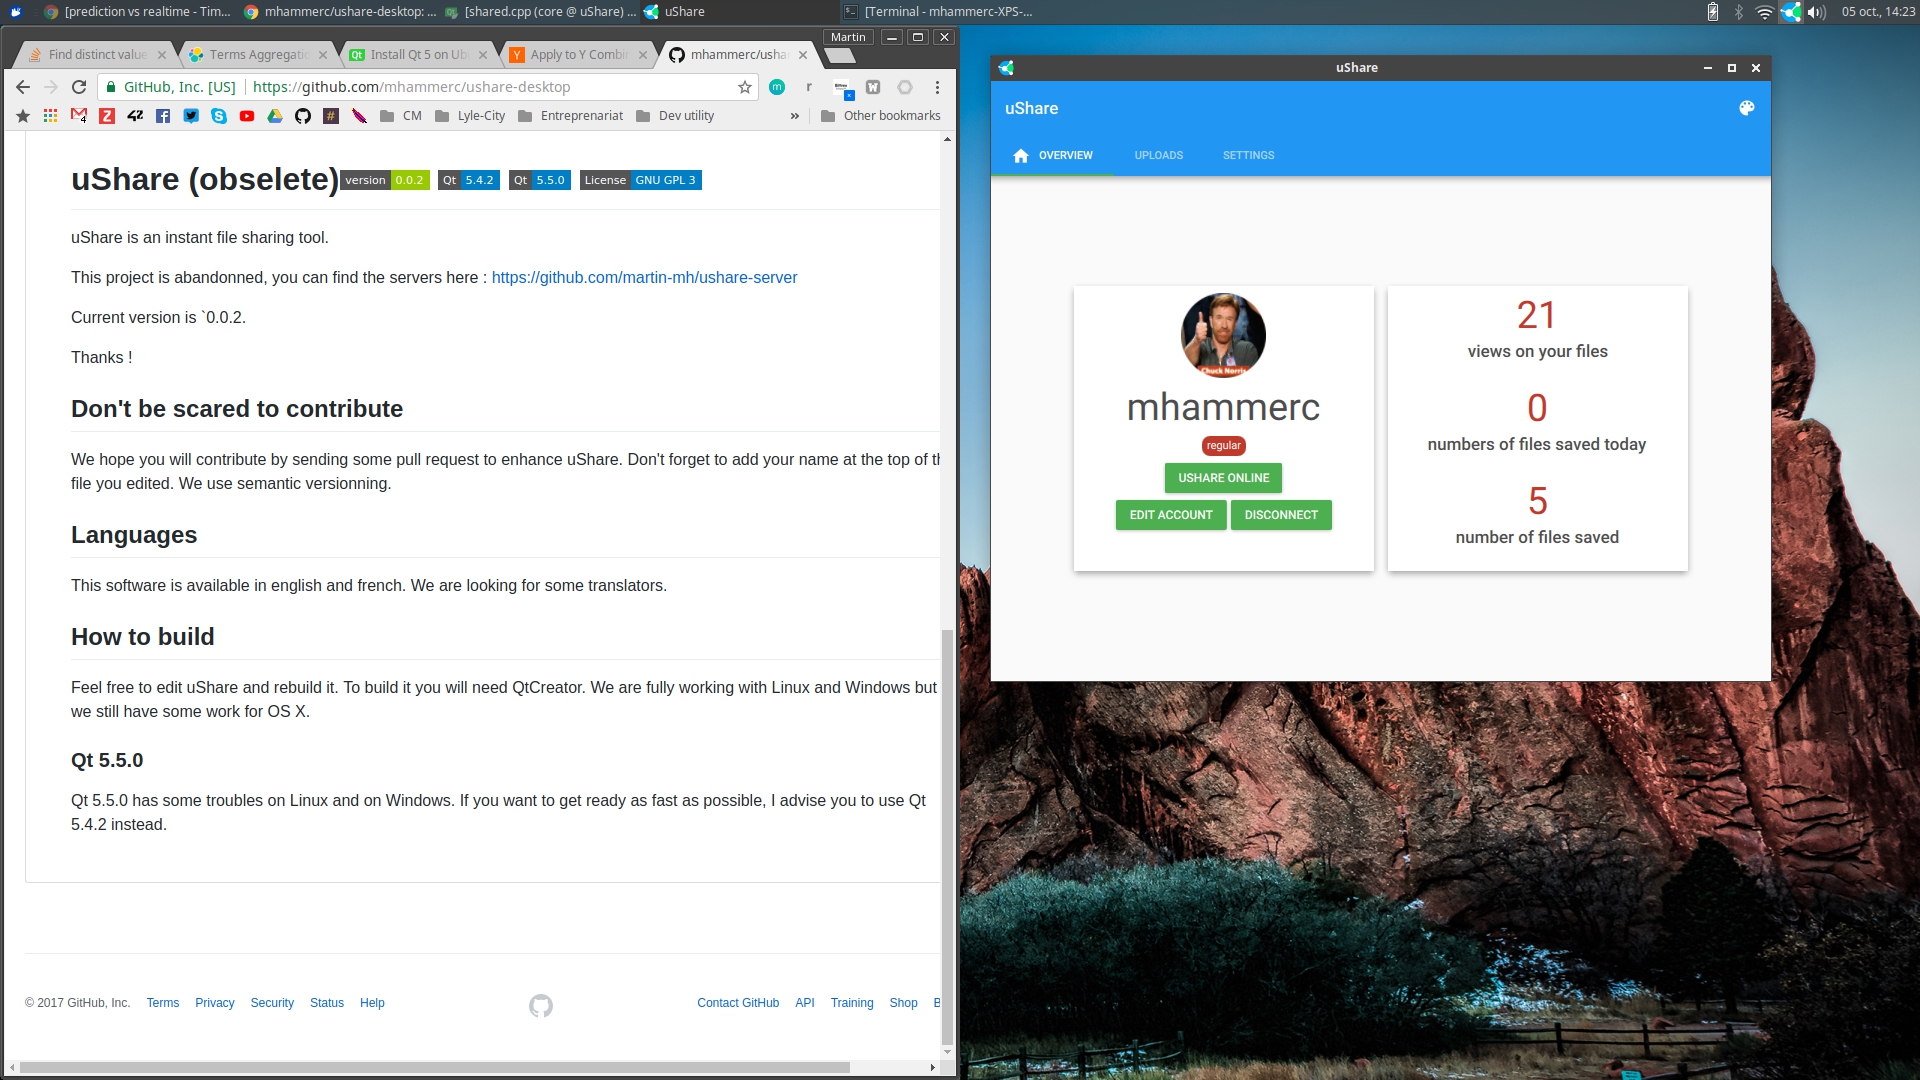 [prediction vs realtime - Tim...
mhammerc/ushare-desktop: ...
[shared.cpp (core @ uShare) ...
uShare
[Terminal - mhammerc-XPS-...
05 oct., 14:23
Martin
Find distinct value
Terms Aggregatio
Install Qt 5 on Ub
Apply to Y Combi
mhammerc/usha
GitHub, Inc. [US]
https://github.com/mhammerc/ushare-desktop
CM
Lyle-City
Entreprenariat
Dev utility
»
Other bookmarks
uShare (obselete)
version 0.0.2
Qt 5.4.2
Qt 5.5.0
License GNU GPL 3
uShare is an instant file sharing tool.
This project is abandonned, you can find the servers here : https://github.com/martin-mh/ushare-server
Current version is `0.0.2.
Thanks !
Don't be scared to contribute
We hope you will contribute by sending some pull request to enhance uShare. Don't forget to add your name at the top of th
file you edited. We use semantic versionning.
Languages
This software is available in english and french. We are looking for some translators.
How to build
Feel free to edit uShare and rebuild it. To build it you will need QtCreator. We are fully working with Linux and Windows but
we still have some work for OS X.
Qt 5.5.0
Qt 5.5.0 has some troubles on Linux and on Windows. If you want to get ready as fast as possible, I advise you to use Qt
5.4.2 instead.
© 2017 GitHub, Inc.
Terms
Privacy
Security
Status
Help
Contact GitHub
API
Training
Shop
B
uShare
uShare
OVERVIEW
UPLOADS
SETTINGS
Chuck Norris
mhammerc
regular
USHARE ONLINE
EDIT ACCOUNT
DISCONNECT
21
views on your files
0
numbers of files saved today
5
number of files saved